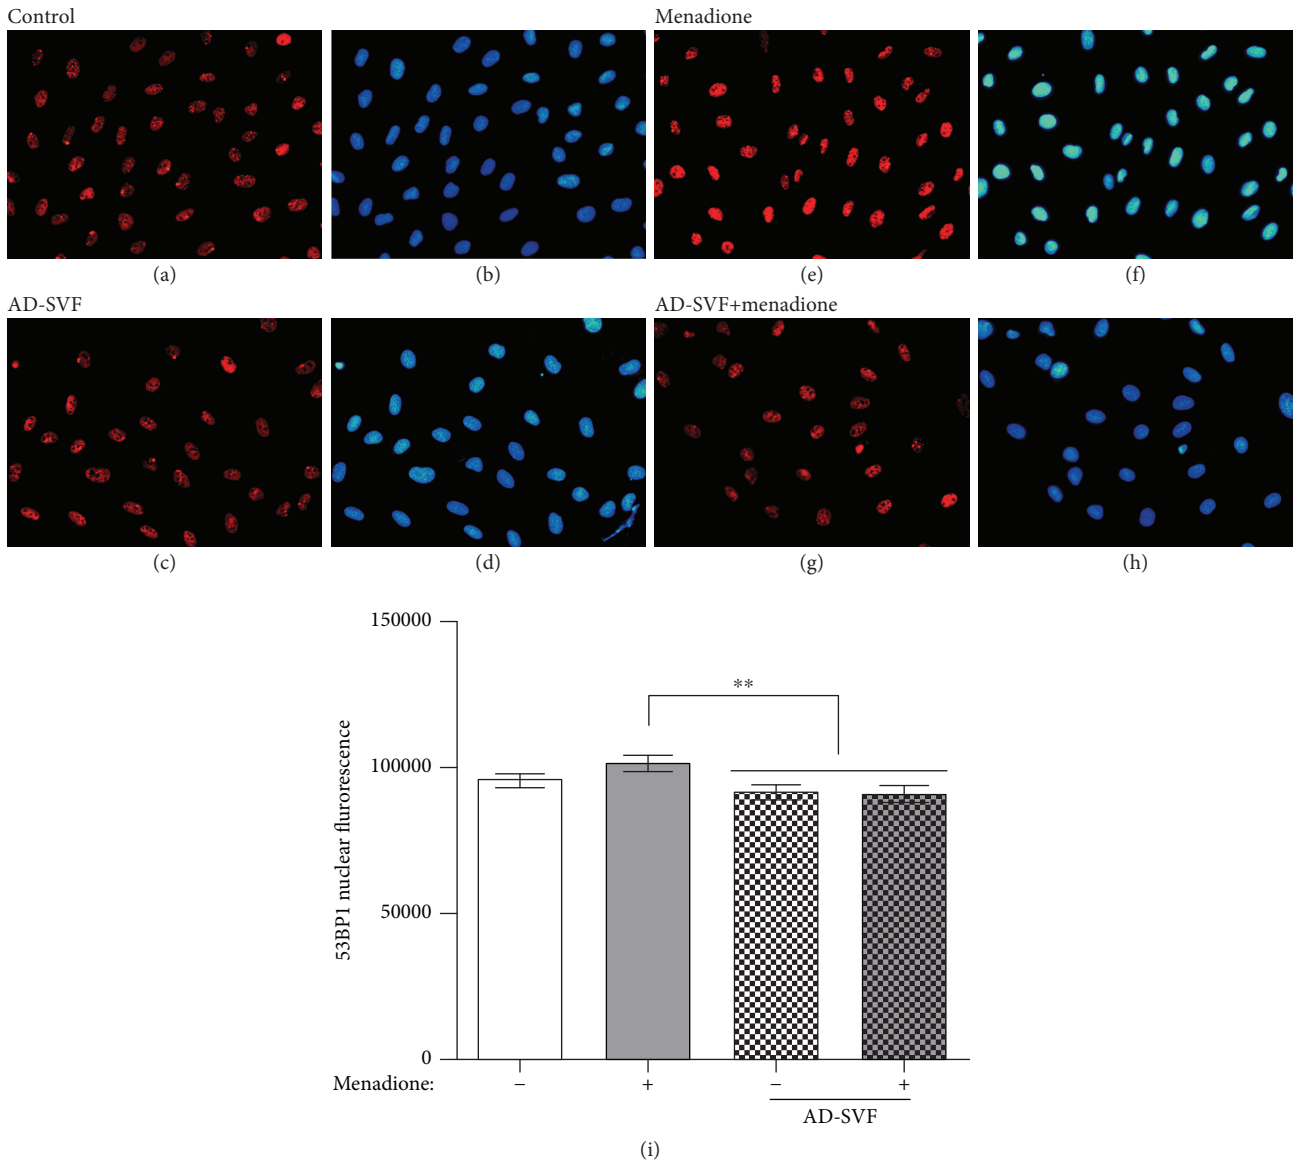 Control
Menadione
(a)
(b)
(e)
(f)
AD-SVF
AD-SVF+menadione
(c)
(d)
(g)
(h)
150000
**
100000
50000
0
53BP1 nuclear flurorescence
Menadione: − + − +
AD-SVF
(i)